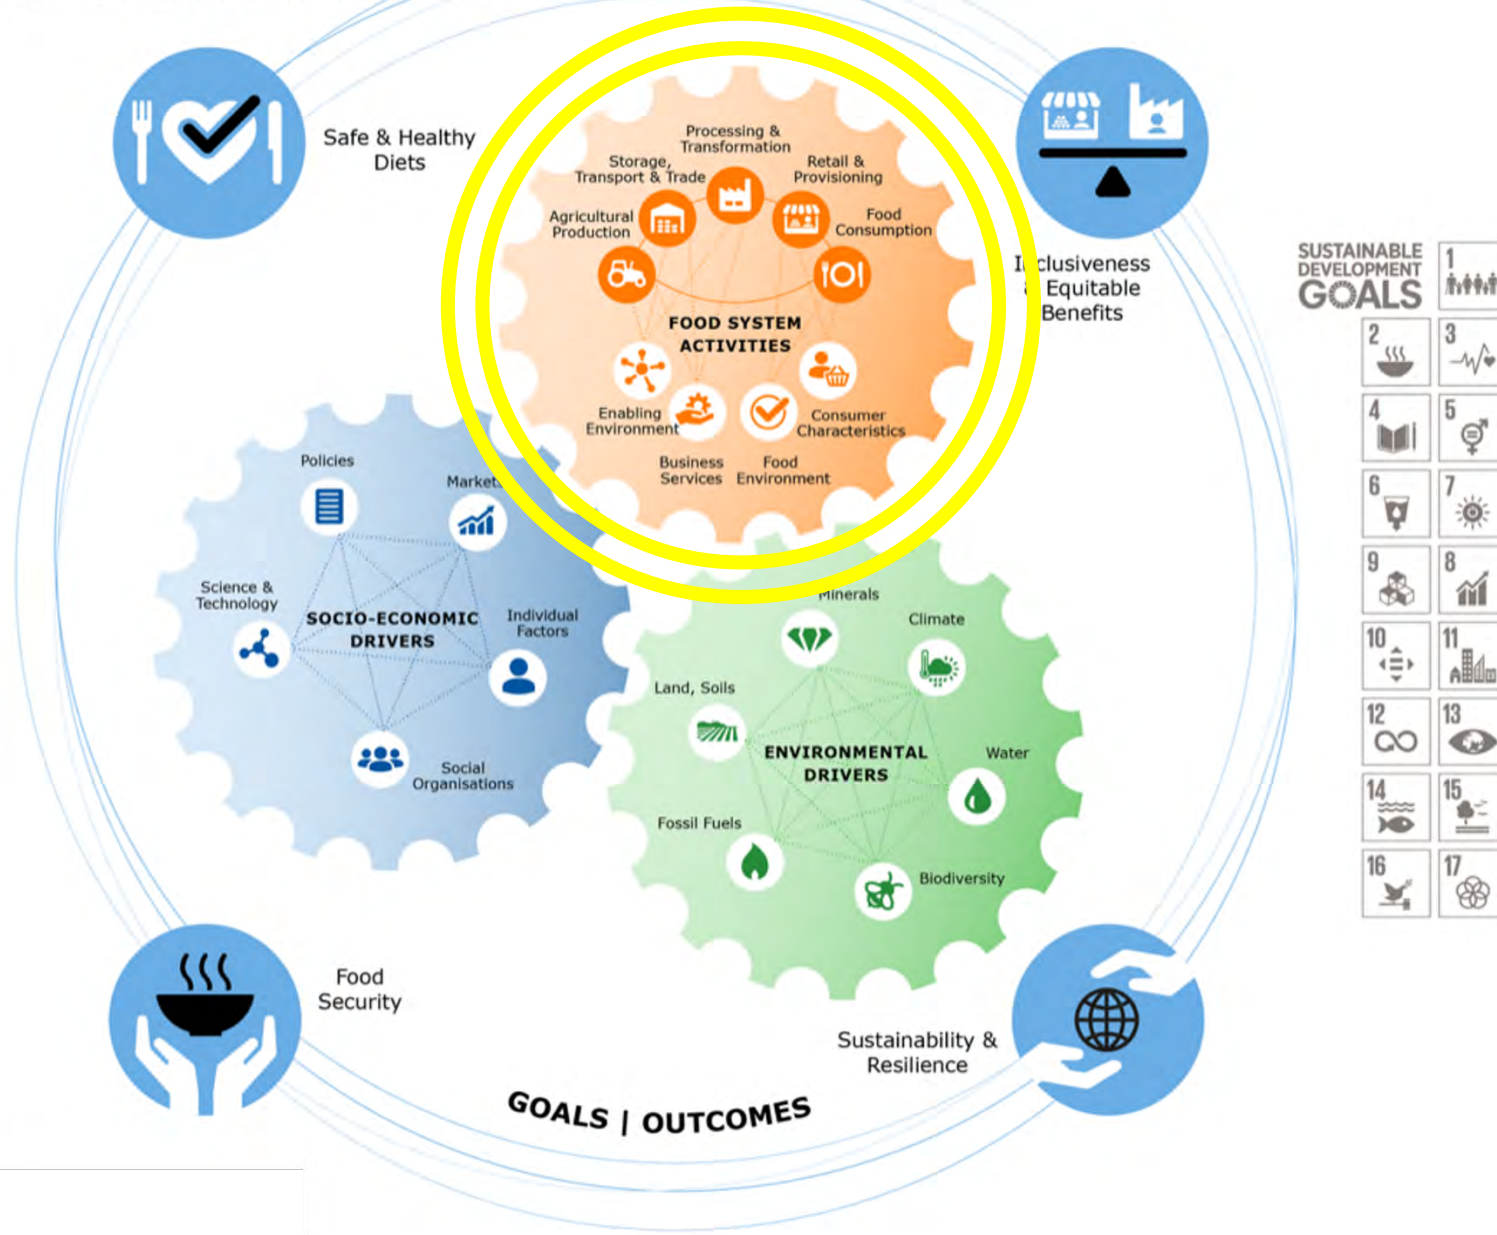 Safe & Healthy
Diets
Processing &
Transformation
Storage,
Transport & Trade
Retail &
Provisioning
Agricultural
Production
Food
Consumption
FOOD SYSTEM
ACTIVITIES
Enabling
Environment
Consumer
Characteristics
Business
Services
Food
Environment
Inclusiveness
& Equitable
Benefits
Policies
Markets
Science &
Technology
SOCIO-ECONOMIC
DRIVERS
Individual
Factors
Social
Organisations
Minerals
Climate
Land, Soils
ENVIRONMENTAL
DRIVERS
Water
Fossil Fuels
Biodiversity
Food
Security
Sustainability &
Resilience
GOALS | OUTCOMES
SUSTAINABLE
DEVELOPMENT
GOALS
1
2
3
4
5
6
7
9
8
10
11
12
13
14
15
16
17